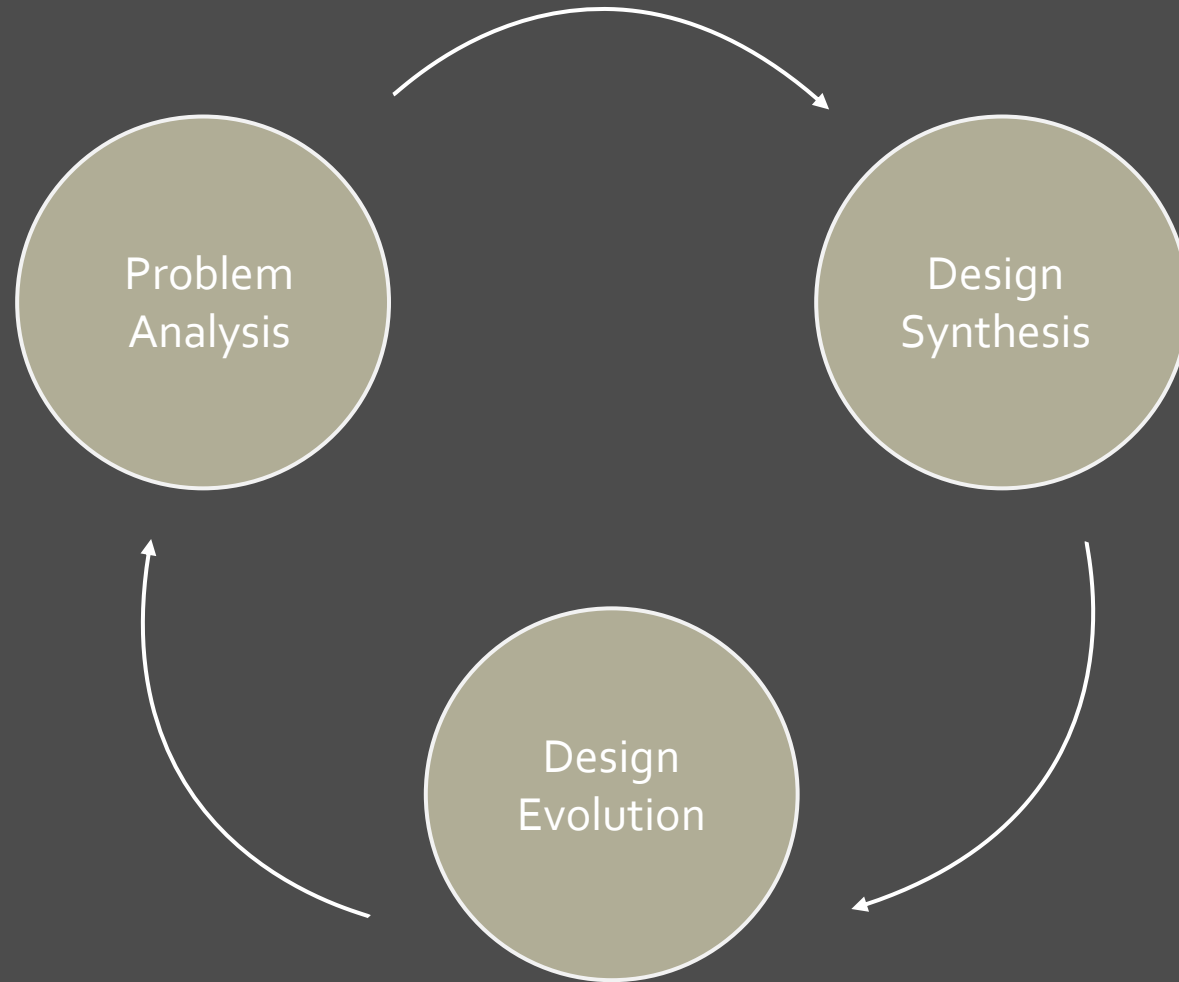 Problem
Analysis
Design
Synthesis
Design
Evolution